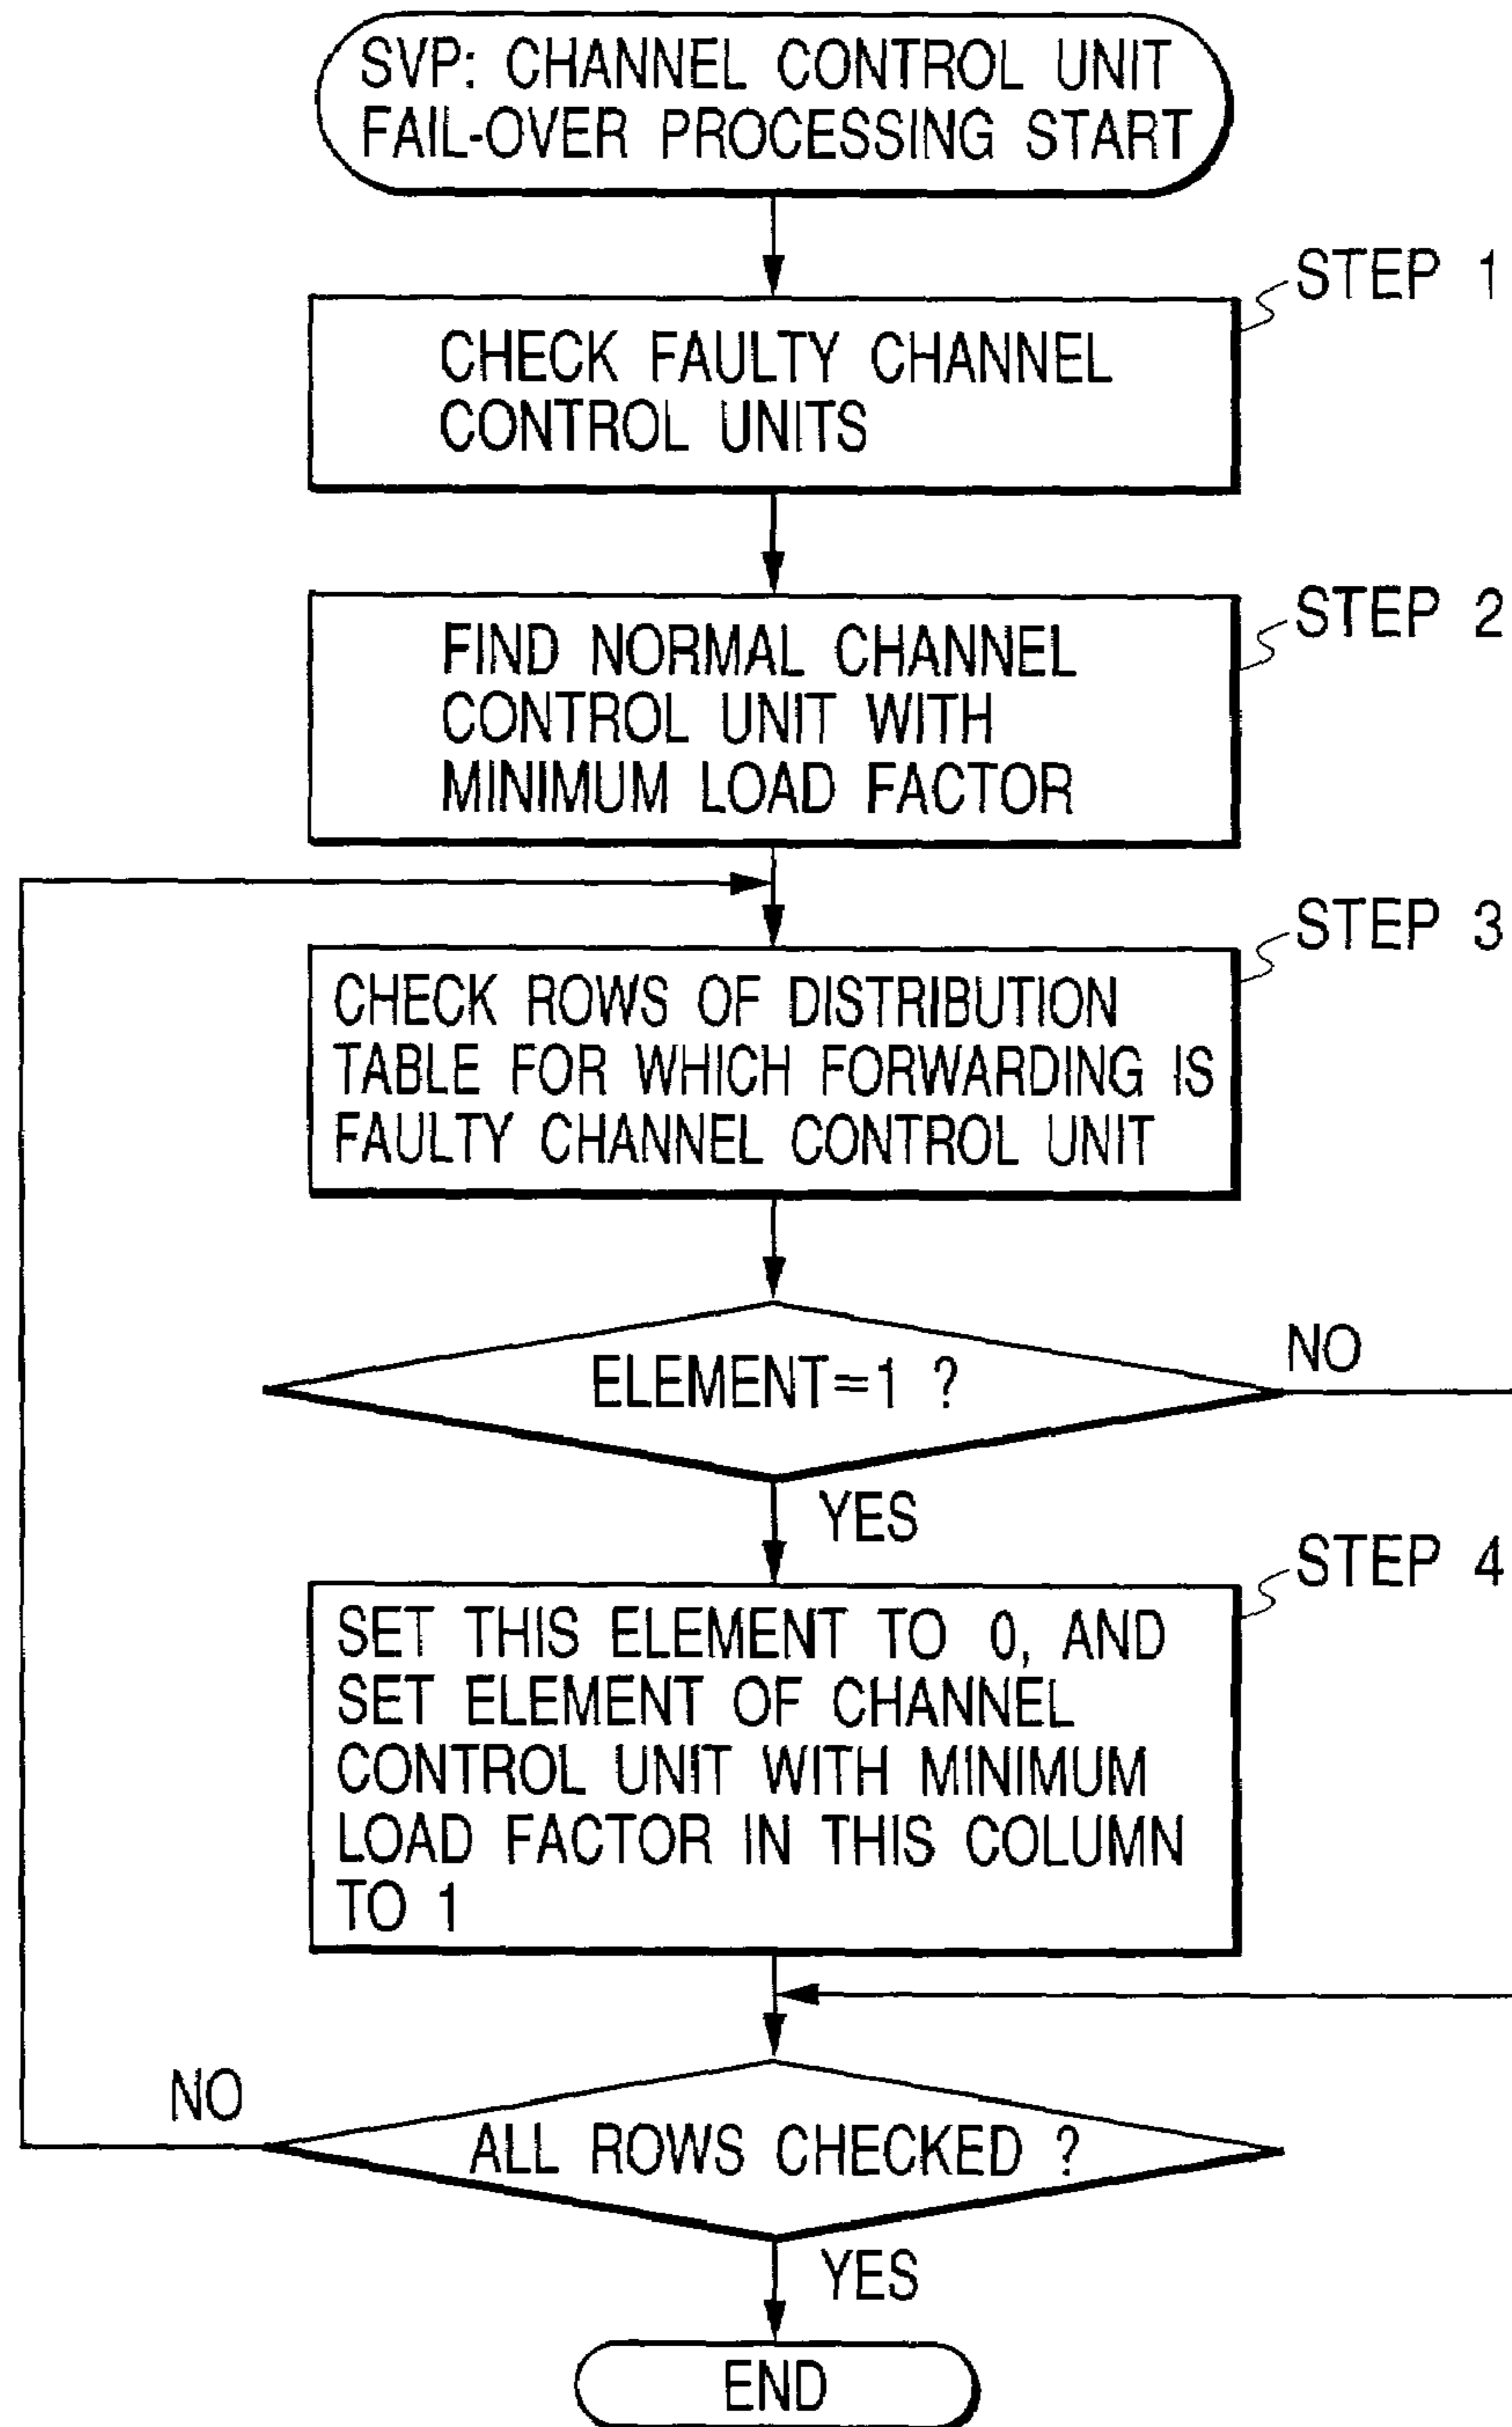 SVP: CHANNEL CONTROL UNIT
FAIL-OVER PROCESSING START
STEP 1
CHECK FAULTY CHANNEL
CONTROL UNITS
STEP 2
FIND NORMAL CHANNEL
CONTROL UNIT WITH
MINIMUM LOAD FACTOR
STEP 3
CHECK ROWS OF DISTRIBUTION
TABLE FOR WHICH FORWARDING IS
FAULTY CHANNEL CONTROL UNIT
ELEMENT=1 ?
NO
YES
STEP 4
SET THIS ELEMENT TO 0, AND
SET ELEMENT OF CHANNEL
CONTROL UNIT WITH MINIMUM
LOAD FACTOR IN THIS COLUMN
TO 1
NO
ALL ROWS CHECKED ?
YES
END